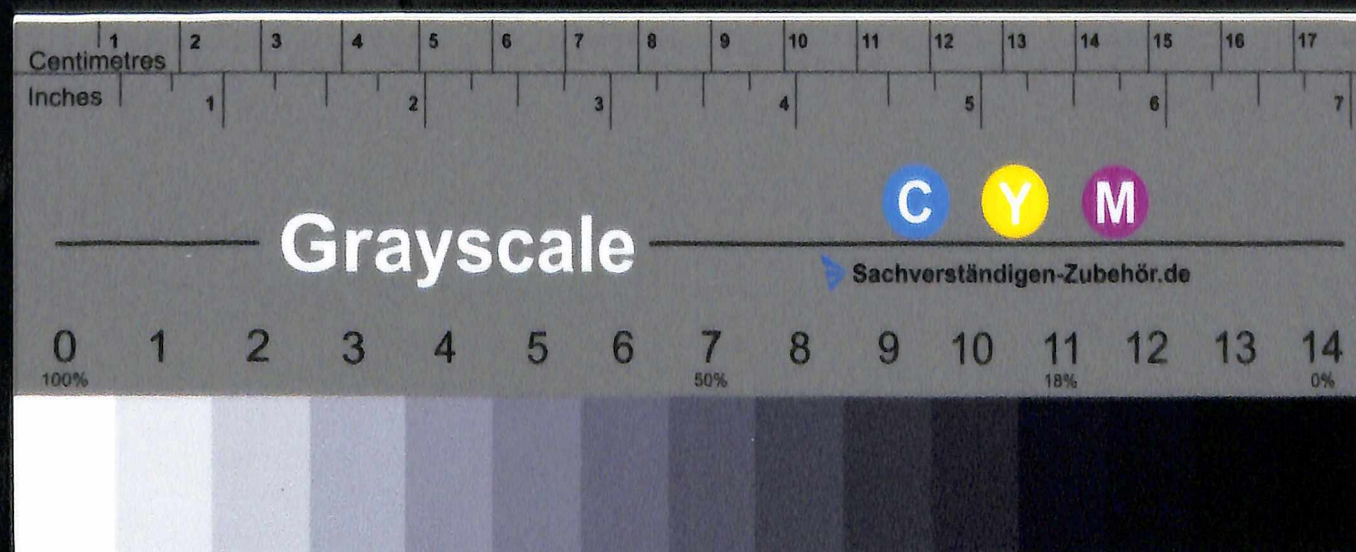 1 2 3 4 5 6 7 8 9 10 11 12 13 14 15 16 17
Centimetres
Inches 1 2 3 4 5 6 7
C Y M
Grayscale
Sachverständigen-Zubehör.de
0 1 2 3 4 5 6 7 8 9 10 11 12 13 14
100% 50% 18% 0%